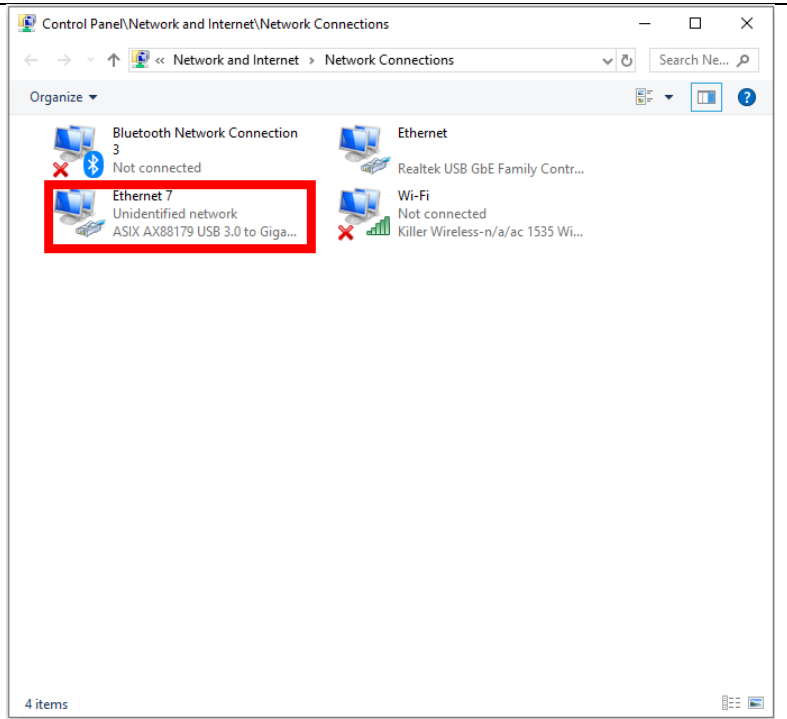 Control Panel\Network and Internet\Network Connections
« Network and Internet > Network Connections
Search Ne...
Organize
?
Bluetooth Network Connection
3
Not connected
Ethernet
Realtek USB GbE Family Contr...
Ethernet 7
Unidentified network
ASIX AX88179 USB 3.0 to Giga...
Wi-Fi
Not connected
Killer Wireless-n/a/ac 1535 Wi...
4 items